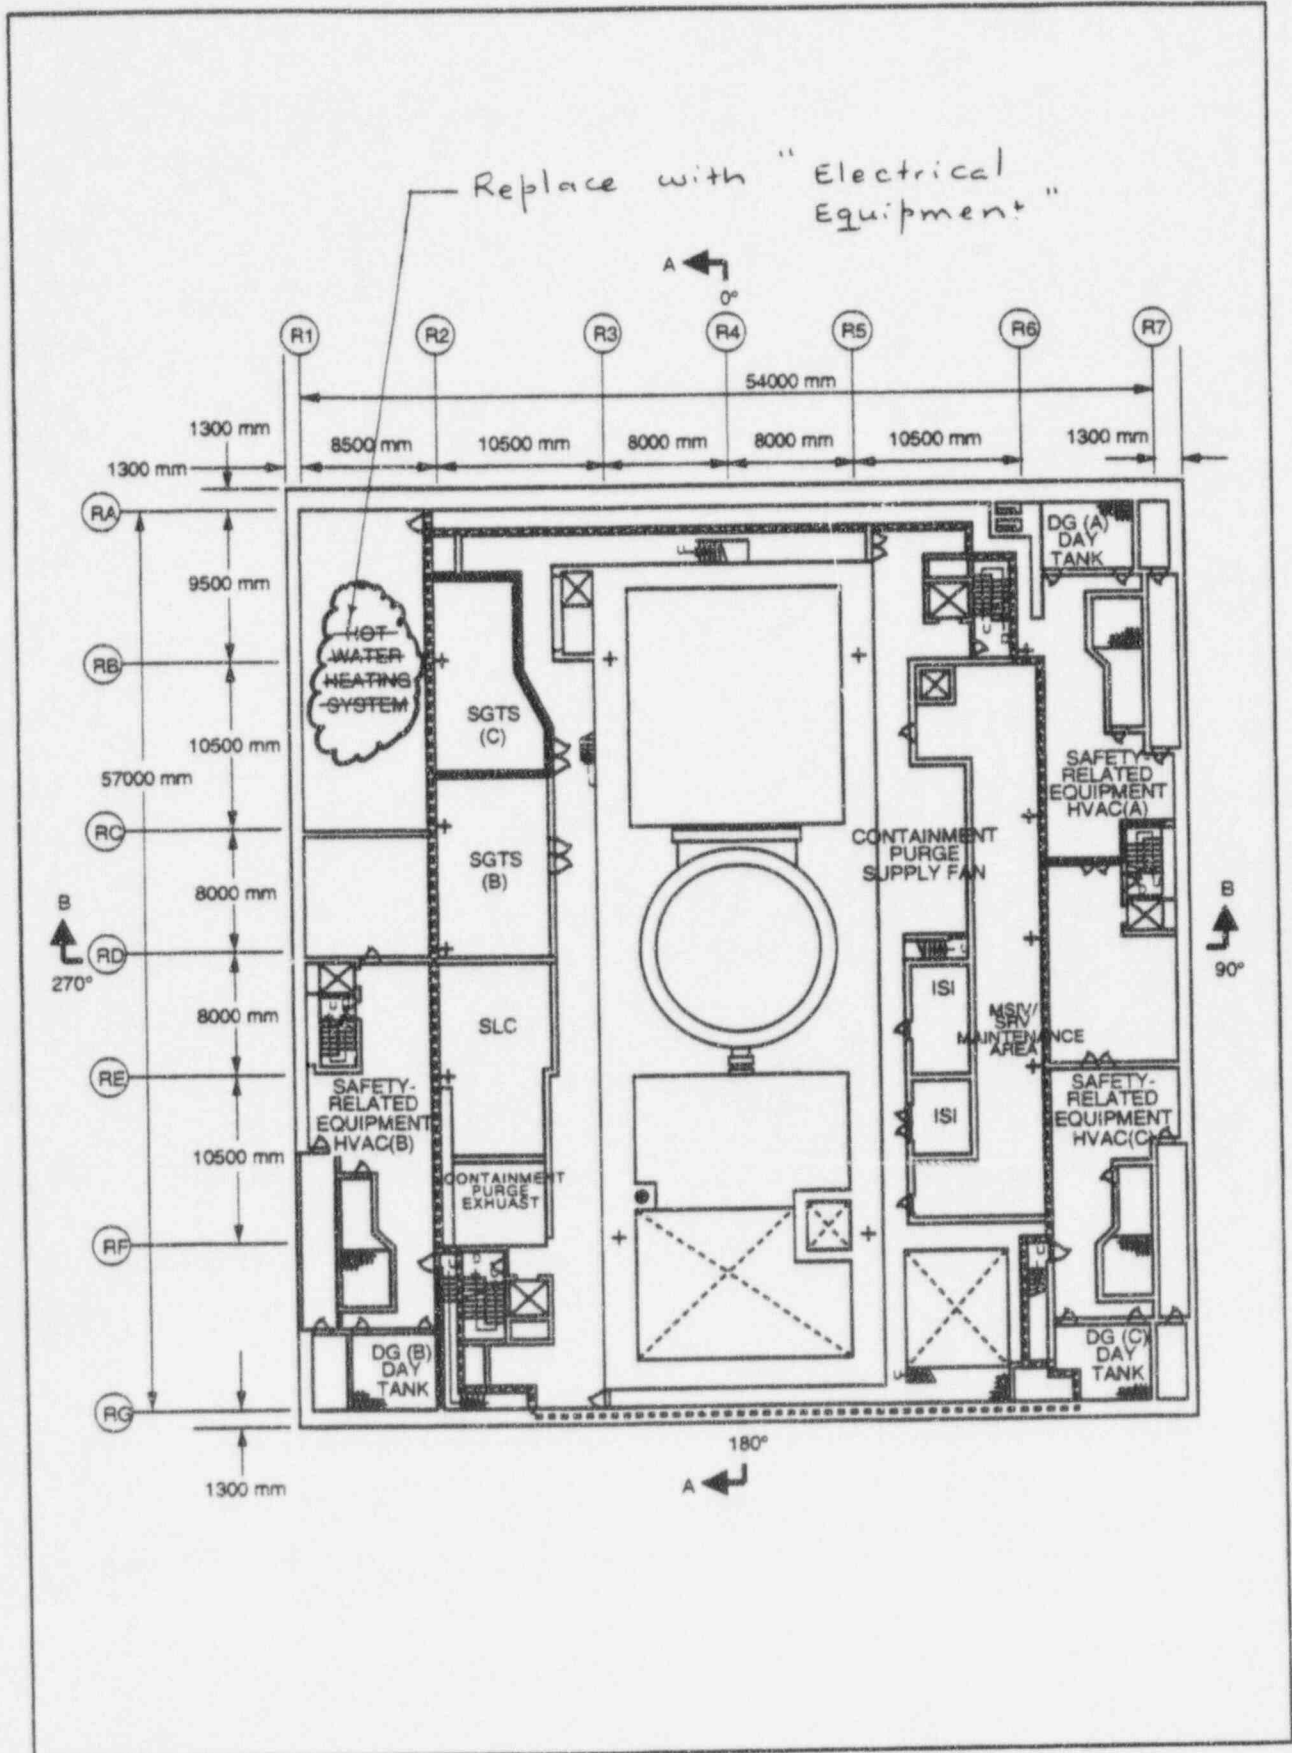 Replace with " Electrical
Equipment "
A
0°
R1 R2 R3 R4 R5 R6 R7
54000 mm
1300 mm
8500 mm 10500 mm 8000 mm 8000 mm 10500 mm 1300 mm
1300 mm
RA
DG (A)
DAY
TANK
9500 mm
HOT
WATER
HEATING
SYSTEM
RB
SGTS
(C)
10500 mm
57000 mm
SAFETY-
RELATED
EQUIPMENT
HVAC(A)
RC
CONTAINMENT
PURGE
SUPPLY FAN
SGTS
(B)
8000 mm
B
270°
B
90°
RD
ISI
8000 mm
SLC
MSIV/
SRV
MAINTENANCE
AREA
RE
SAFETY-
RELATED
EQUIPMENT
HVAC(B)
ISI
SAFETY-
RELATED
EQUIPMENT
HVAC(C)
10500 mm
CONTAINMENT
PURGE
EXHUAST
RF
DG (B)
DAY
TANK
DG (C)
DAY
TANK
RG
180°
A
1300 mm